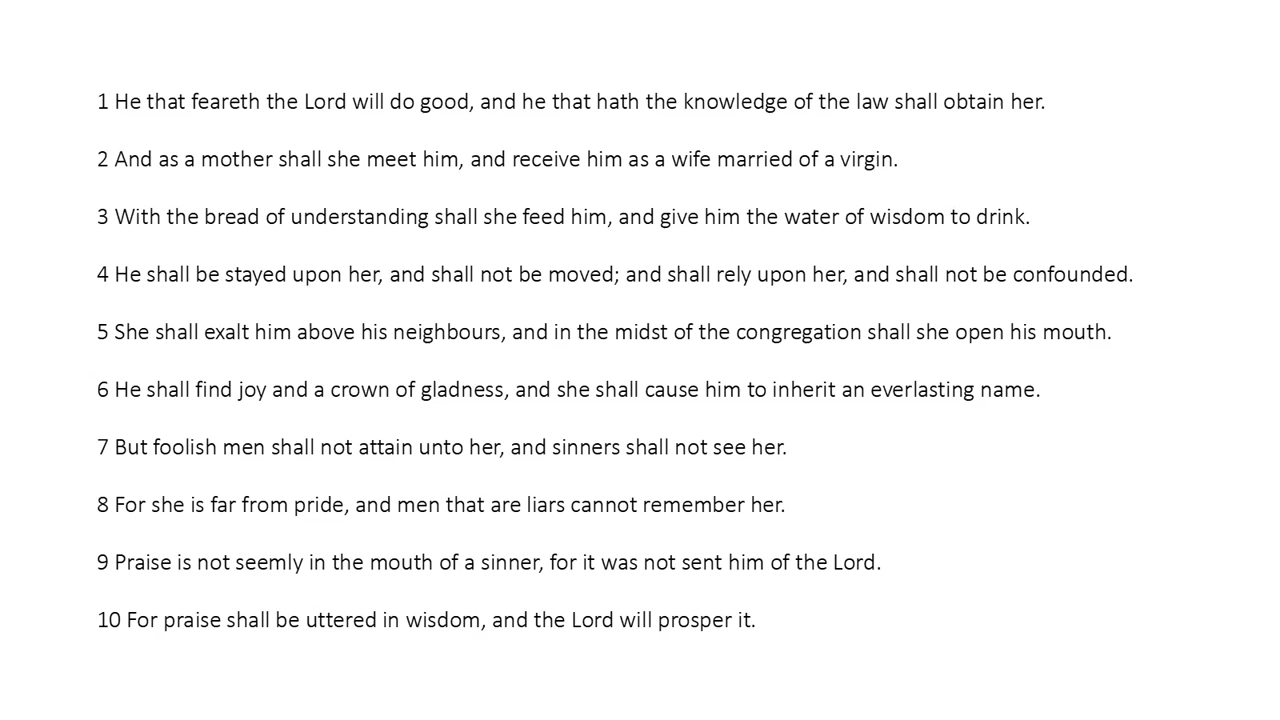 1 He that feareth the Lord will do good, and he that hath the knowledge of the law shall obtain her.
2 And as a mother shall she meet him, and receive him as a wife married of a virgin.
3 With the bread of understanding shall she feed him, and give him the water of wisdom to drink.
4 He shall be stayed upon her, and shall not be moved; and shall rely upon her, and shall not be confounded.
5 She shall exalt him above his neighbours, and in the midst of the congregation shall she open his mouth.
6 He shall find joy and a crown of gladness, and she shall cause him to inherit an everlasting name.
7 But foolish men shall not attain unto her, and sinners shall not see her.
8 For she is far from pride, and men that are liars cannot remember her.
9 Praise is not seemly in the mouth of a sinner, for it was not sent him of the Lord.
10 For praise shall be uttered in wisdom, and the Lord will prosper it.